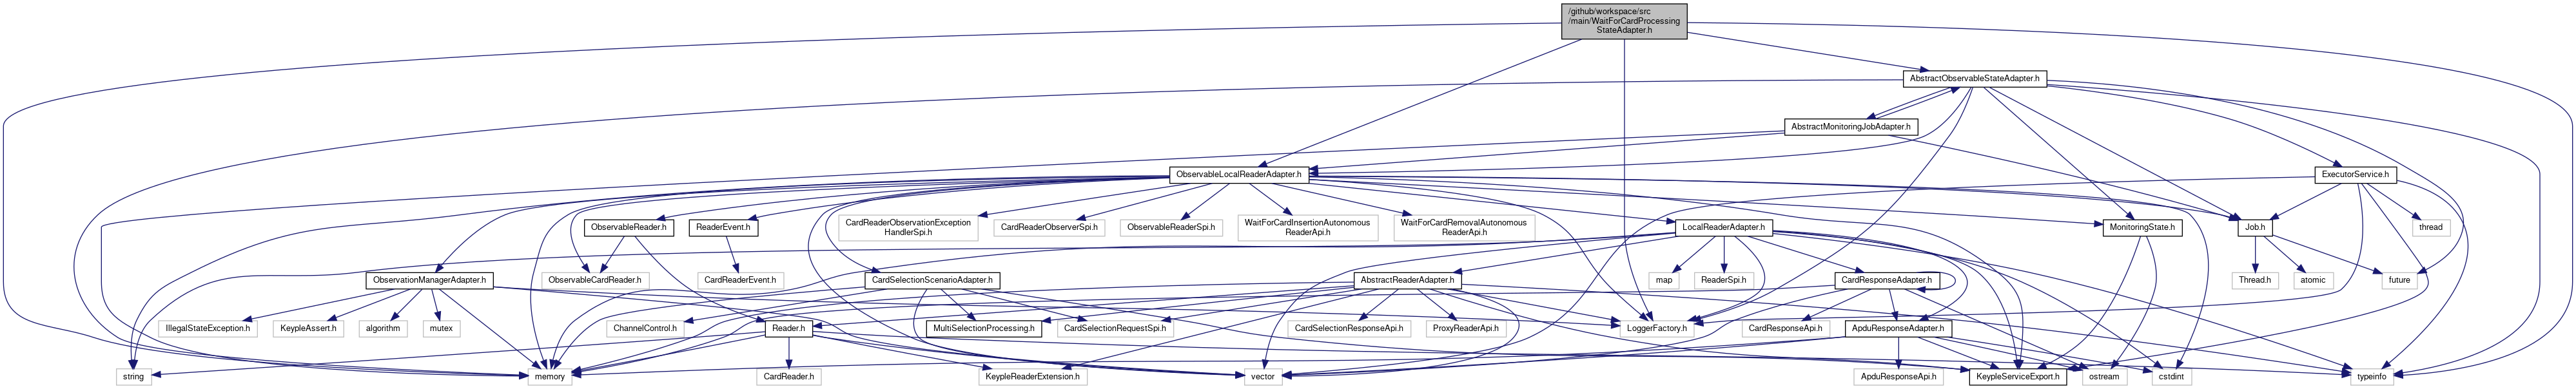 /github/workspace/src
/main/WaitForCardProcessing
StateAdapter.h
AbstractObservableStateAdapter.h
AbstractMonitoringJobAdapter.h
ObservableLocalReaderAdapter.h
ExecutorService.h
ObservableReader.h
ReaderEvent.h
CardReaderObservationException
HandlerSpi.h
CardReaderObserverSpi.h
ObservableReaderSpi.h
WaitForCardInsertionAutonomous
ReaderApi.h
WaitForCardRemovalAutonomous
ReaderApi.h
LocalReaderAdapter.h
MonitoringState.h
Job.h
thread
ObservationManagerAdapter.h
ObservableCardReader.h
CardReaderEvent.h
CardSelectionScenarioAdapter.h
AbstractReaderAdapter.h
map
ReaderSpi.h
CardResponseAdapter.h
Thread.h
atomic
future
IllegalStateException.h
KeypleAssert.h
algorithm
mutex
ChannelControl.h
Reader.h
MultiSelectionProcessing.h
CardSelectionRequestSpi.h
CardSelectionResponseApi.h
ProxyReaderApi.h
LoggerFactory.h
CardResponseApi.h
ApduResponseAdapter.h
string
memory
CardReader.h
KeypleReaderExtension.h
vector
ApduResponseApi.h
KeypleServiceExport.h
ostream
cstdint
typeinfo